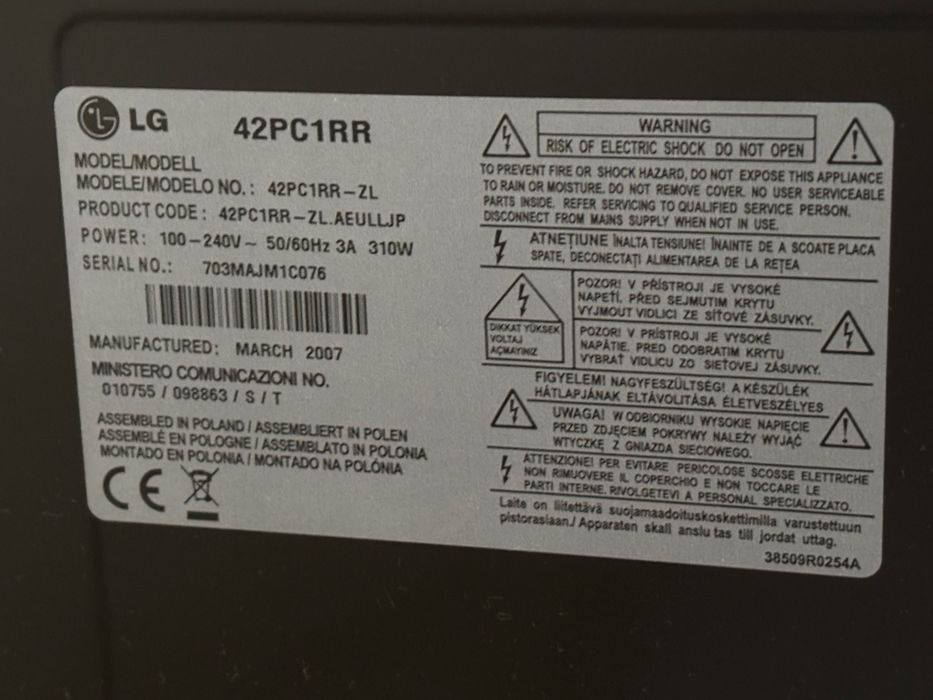 LG 42PC1RR
MODEL/MODELL
MODELE/MODELO NO.: 42PC1RR-ZL
PRODUCT CODE: 42PC1RR-ZL.AEULLJP
POWER: 100-240V~ 50/60Hz 3A 310W
SERIAL NO.: 703MAJM1C076
MANUFACTURED: MARCH 2007
MINISTERO COMUNICAZIONI NO.
010755 / 098863 / S / T
ASSEMBLED IN POLAND / ASSEMBLIERT IN POLEN
ASSEMBLÉ EN POLOGNE / ASSEMBLATO IN POLONIA
MONTADO EN POLONIA / MONTADO NA POLÓNIA
CE
WARNING
RISK OF ELECTRIC SHOCK DO NOT OPEN
TO PREVENT FIRE OR SHOCK HAZARD, DO NOT EXPOSE THIS APPLIANCE
TO RAIN OR MOISTURE. DO NOT REMOVE COVER. NO USER SERVICEABLE
PARTS INSIDE. REFER SERVICING TO QUALIFIED SERVICE PERSON.
DISCONNECT FROM MAINS SUPPLY WHEN NOT IN USE.
ATNEȚIUNE ÎNALTA TENSIUNE! ÎNAINTE DE A SCOATE PLACA
SPATE, DECONECTAȚI ALIMENTAREA DE LA REȚEA
DIKKAT YÜKSEK
VOLTAJ
AÇMAYINIZ
POZOR! V PŘÍSTROJI JE VYSOKÉ
NAPETÍ. PŘED SEJMUTIM KRYTU
VYJMOUT VIDLICI ZE SÍŤOVÉ ZÁSUVKY.
POZOR! V PRÍSTROJI JE VYSOKÉ
NAPÄTIE. PRED ODOBRATIM KRYTU
VYBRAŤ VIDLICU ZO SIEŤOVEJ ZÁSUVKY.
FIGYELEM! NAGYFESZÜLTSÉG! A KÉSZÜLÉK
HÁTLAPJÁNAK ELTÁVOLITÁSA ÉLETVESZÉLYES
UWAGA! W ODBIORNIKU WYSOKIE NAPIĘCIE
PRZED ZDJĘCIEM POKRYWY NALEŻY WYJĄĆ
WTYCZKĘ Z GNIAZDA SIECIOWEGO.
ATTENZIONE! PER EVITARE PERICOLOSE SCOSSE ELETTRICHE
NON RIMUOVERE IL COPERCHIO E NON TOCCARE LE
PARTI INTERNE. RIVOLGETEVI A PERSONAL SPECIALIZZATO.
Laite on liitettävä suojamaadoituskoskettimilla varustettuun
pistorasiaan./ Apparaten skall anslutas till jordat uttag.
38509R0254A